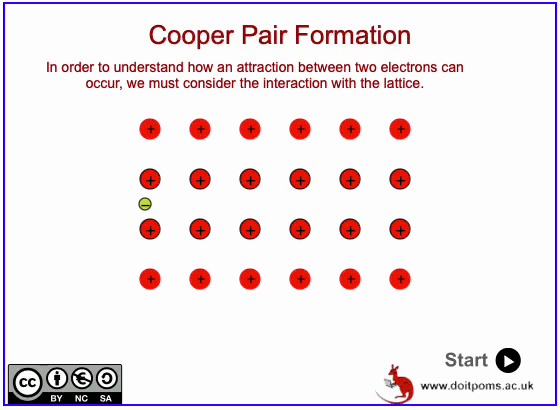 Cooper Pair Formation
In order to understand how an attraction between two electrons can
occur, we must consider the interaction with the lattice.
+ + + + + +
+ + + + + +
−
+ + + + + +
+ + + + + +
Start
www.doitpoms.ac.uk
cc
BY NC SA